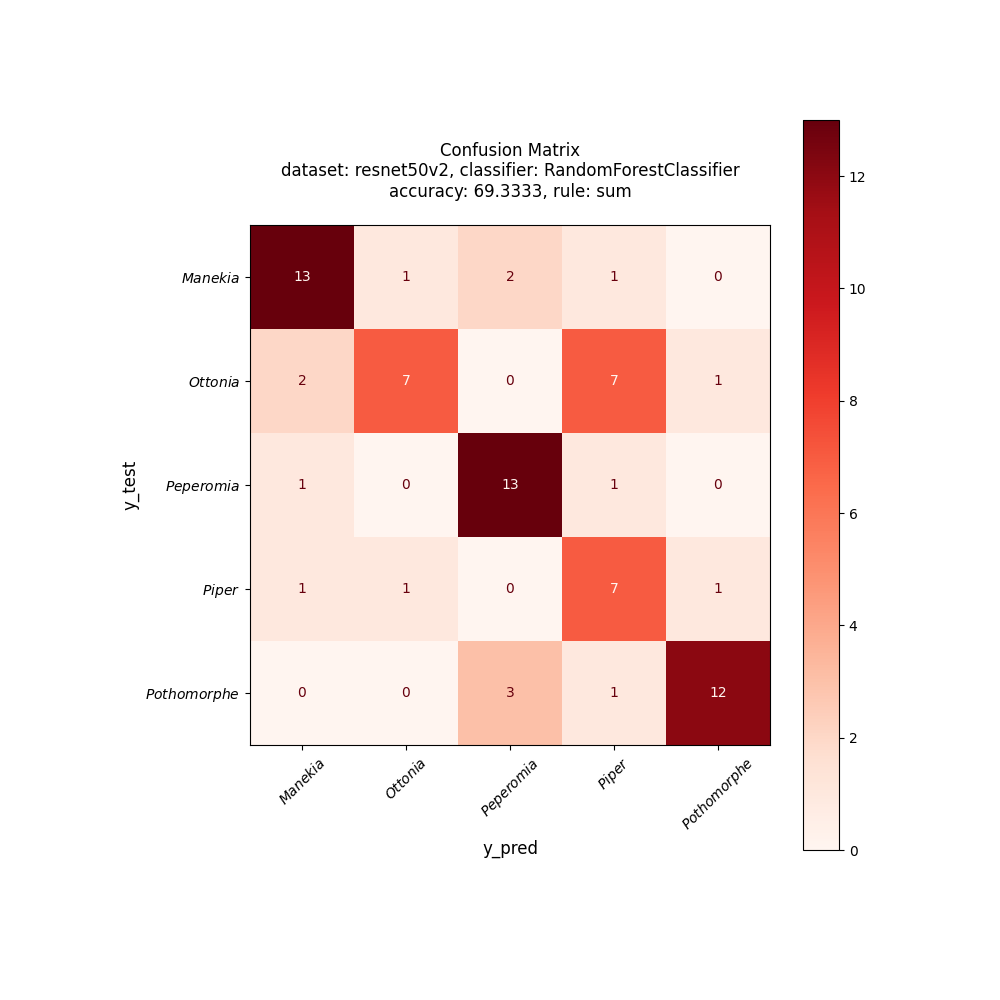 Confusion Matrix
dataset: resnet50v2, classifier: RandomForestClassifier
accuracy: 69.3333, rule: sum
y_test
Manekia 13 1 2 1 0
Ottonia 2 7 0 7 1
Peperomia 1 0 13 1 0
Piper 1 1 0 7 1
Pothomorphe 0 0 3 1 12
Manekia Ottonia Peperomia Piper Pothomorphe
y_pred
12
10
8
6
4
2
0